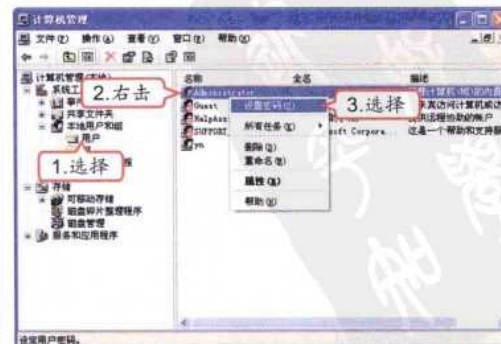 计算机管理
文件(F) 操作(A) 查看(V) 窗口(W) 帮助(H)
计算机管理(本地)
系统工
事件
共享文件夹
本地用户和组
用户
存储
可移动存储
磁盘碎片整理程序
磁盘管理
服务和应用程序
名称 全名 描述
Administrator
Guest
HelpAss
SUPPORT_
yn
设置密码(S)
所有任务(K)
删除(D)
重命名(M)
属性(R)
帮助(H)
1.选择
2.右击
3.选择
oft Corpora... 这是一个帮助和支持服
设定用户密码。